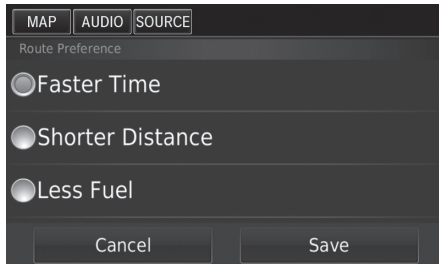 MAP AUDIO SOURCE
Route Preference
Faster Time
Shorter Distance
Less Fuel
Cancel Save